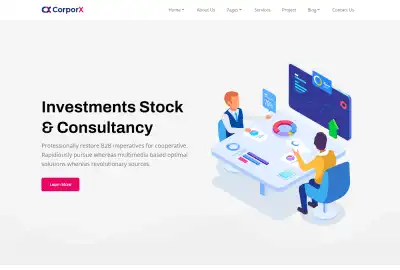 CX CorporX
Home About Us Pages Services Project Blog Contact Us
Investments Stock
& Consultancy
Professionally restore B2B imperatives for cooperative.
Rapidiously pursue whereas multimedia based optimal
solutions whereas revolutionary sources.
Learn More